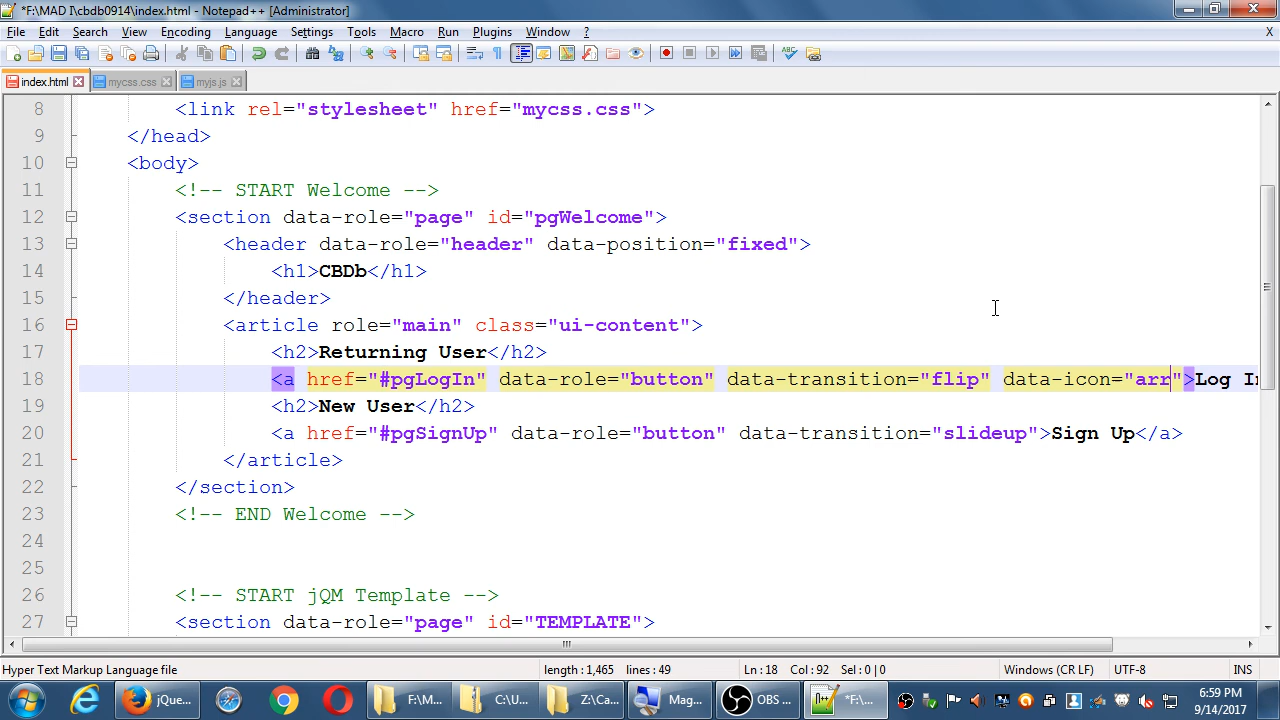 *F:\MAD I\cbdb0914\index.html - Notepad++ [Administrator]
File Edit Search View Encoding Language Settings Tools Macro Run Plugins Window ? X
index.html mycss.css myjs.js
8 <link rel="stylesheet" href="mycss.css">
9 </head>
10 <body>
11 <!-- START Welcome -->
12 <section data-role="page" id="pgWelcome">
13 <header data-role="header" data-position="fixed">
14 <h1>CBDb</h1>
15 </header>
16 <article role="main" class="ui-content">
17 <h2>Returning User</h2>
18 <a href="#pgLogIn" data-role="button" data-transition="flip" data-icon="arr">Log In
19 <h2>New User</h2>
20 <a href="#pgSignUp" data-role="button" data-transition="slideup">Sign Up</a>
21 </article>
22 </section>
23 <!-- END Welcome -->
24
25
26 <!-- START jQM Template -->
27 <section data-role="page" id="TEMPLATE">
Hyper Text Markup Language file length : 1,465 lines : 49 Ln : 18 Col : 92 Sel : 0 | 0 Windows (CR LF) UTF-8 INS
jQue... F:\M... C:\U... Z:\Ca... Mag... OBS ... *F:\... 6:59 PM
9/14/2017